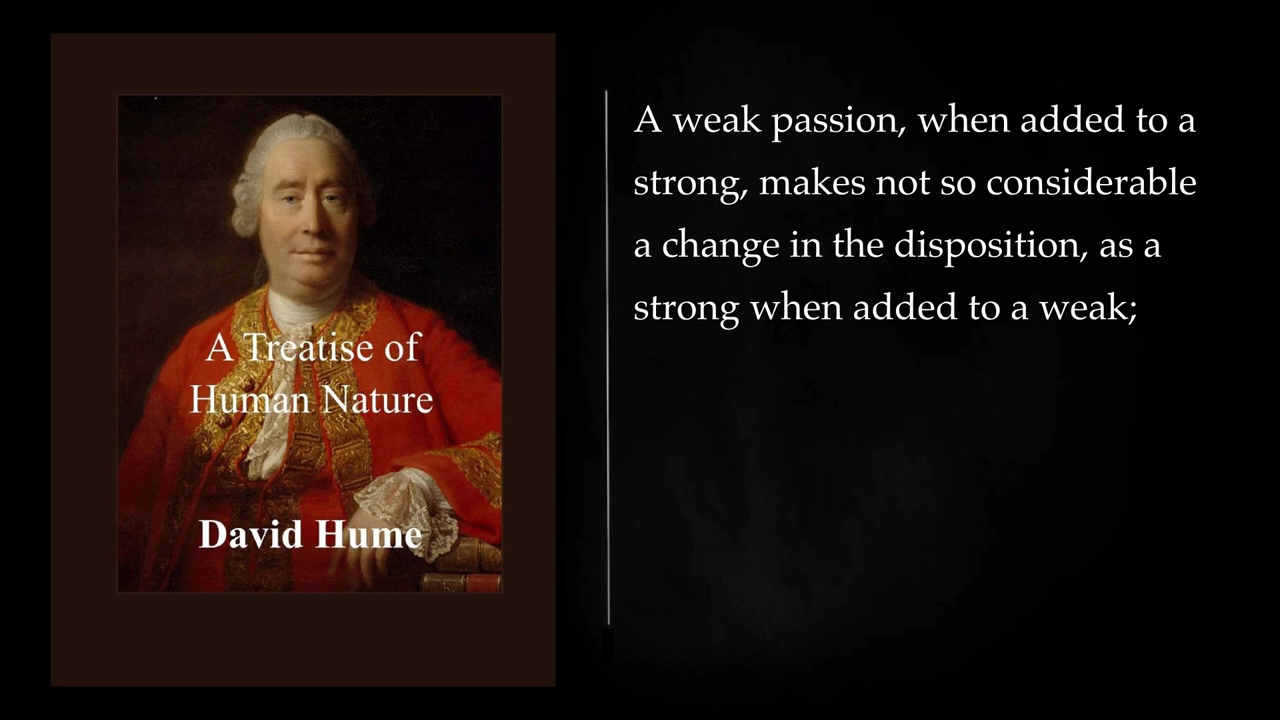 A Treatise of
Human Nature
David Hume
A weak passion, when added to a
strong, makes not so considerable
a change in the disposition, as a
strong when added to a weak;